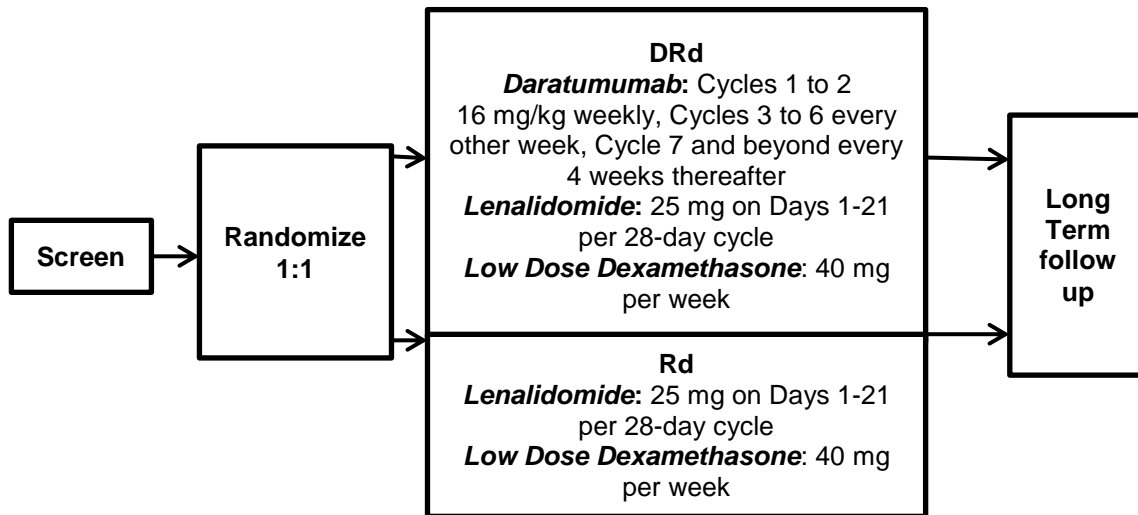 Screen
Randomize
1:1
DRd
Daratumumab: Cycles 1 to 2
16 mg/kg weekly, Cycles 3 to 6 every
other week, Cycle 7 and beyond every
4 weeks thereafter
Lenalidomide: 25 mg on Days 1-21
per 28-day cycle
Low Dose Dexamethasone: 40 mg
per week
Rd
Lenalidomide: 25 mg on Days 1-21
per 28-day cycle
Low Dose Dexamethasone: 40 mg
per week
Long
Term
follow
up